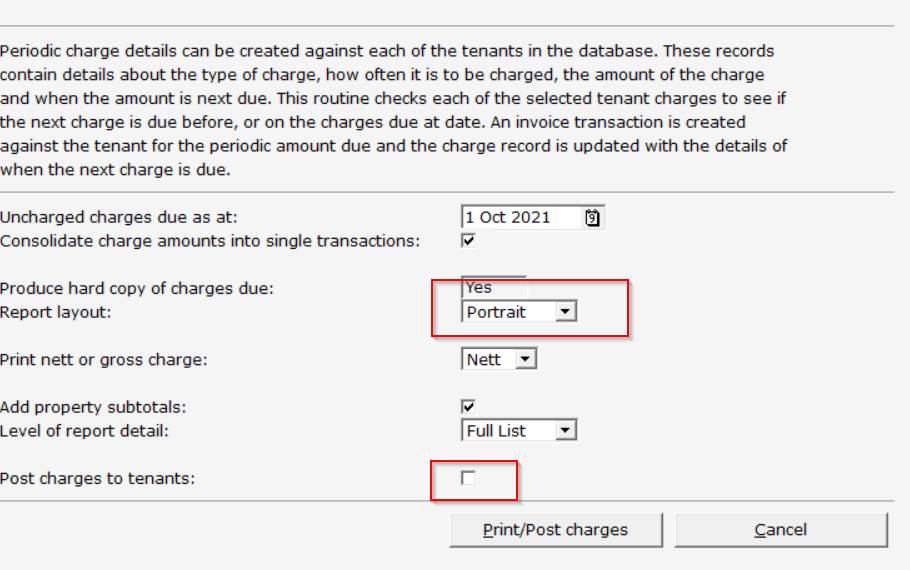 Periodic charge details can be created against each of the tenants in the database. These records
contain details about the type of charge, how often it is to be charged, the amount of the charge
and when the amount is next due. This routine checks each of the selected tenant charges to see if
the next charge is due before, or on the charges due at date. An invoice transaction is created
against the tenant for the periodic amount due and the charge record is updated with the details of
when the next charge is due.
Uncharged charges due as at: 1 Oct 2021 9
Consolidate charge amounts into single transactions:
Produce hard copy of charges due: Yes
Report layout: Portrait
Print nett or gross charge: Nett
Add property subtotals:
Level of report detail: Full List
Post charges to tenants:
Print/Post charges Cancel